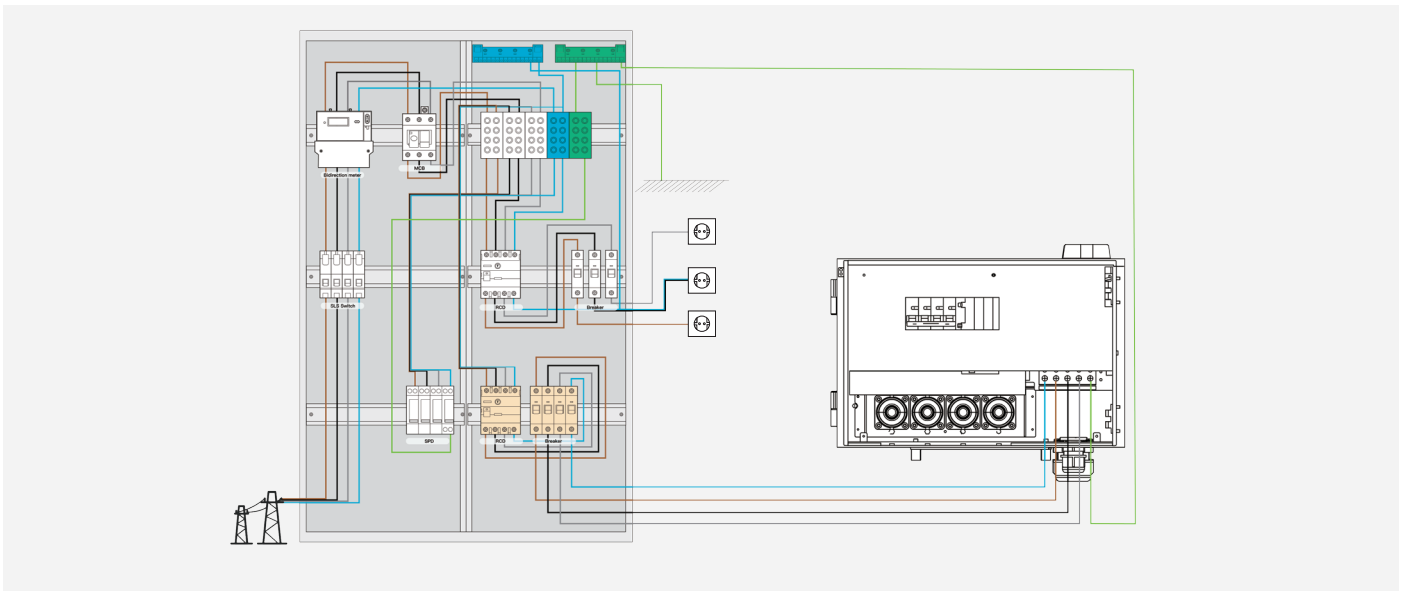 Bidirection meter
MCB
SLS Switch
RCD
Breaker
SPD
RCD
Breaker